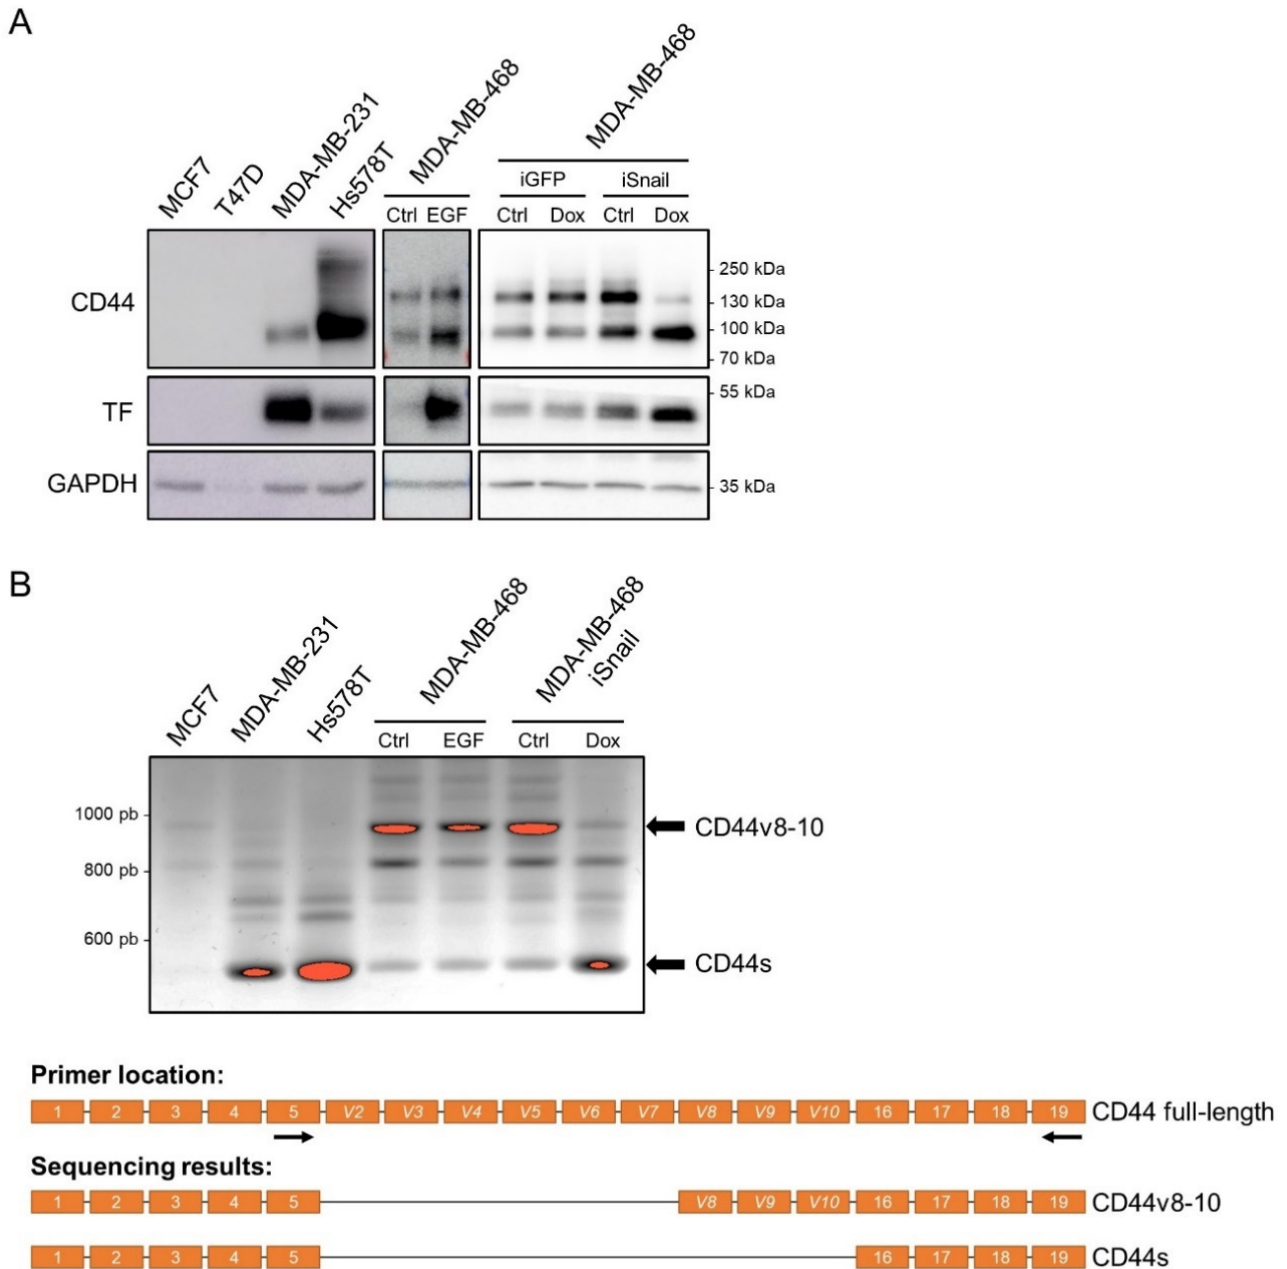 A
MCF7
T47D
MDA-MB-231
Hs578T
MDA-MB-468
MDA-MB-468
iGFP iSnail
Ctrl EGF Ctrl Dox Ctrl Dox
CD44
250 kDa
130 kDa
100 kDa
70 kDa
TF
55 kDa
GAPDH
35 kDa
B
MCF7
MDA-MB-231
Hs578T
MDA-MB-468
MDA-MB-468
iSnail
Ctrl EGF Ctrl Dox
1000 pb
CD44v8-10
800 pb
600 pb
CD44s
Primer location:
1 2 3 4 5 V2 V3 V4 V5 V6 V7 V8 V9 V10 16 17 18 19 CD44 full-length
Sequencing results:
1 2 3 4 5 V8 V9 V10 16 17 18 19 CD44v8-10
1 2 3 4 5 16 17 18 19 CD44s